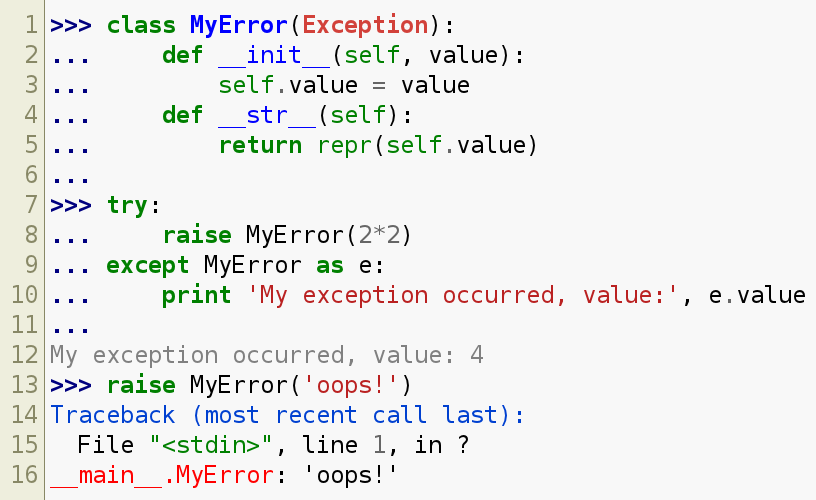 1 >>> class MyError(Exception):
2 ...     def __init__(self, value):
3 ...         self.value = value
4 ...     def __str__(self):
5 ...         return repr(self.value)
6 ...
7 >>> try:
8 ...     raise MyError(2*2)
9 ... except MyError as e:
10 ...     print 'My exception occurred, value:', e.value
11 ...
12 My exception occurred, value: 4
13 >>> raise MyError('oops!')
14 Traceback (most recent call last):
15   File "<stdin>", line 1, in ?
16 __main__.MyError: 'oops!'